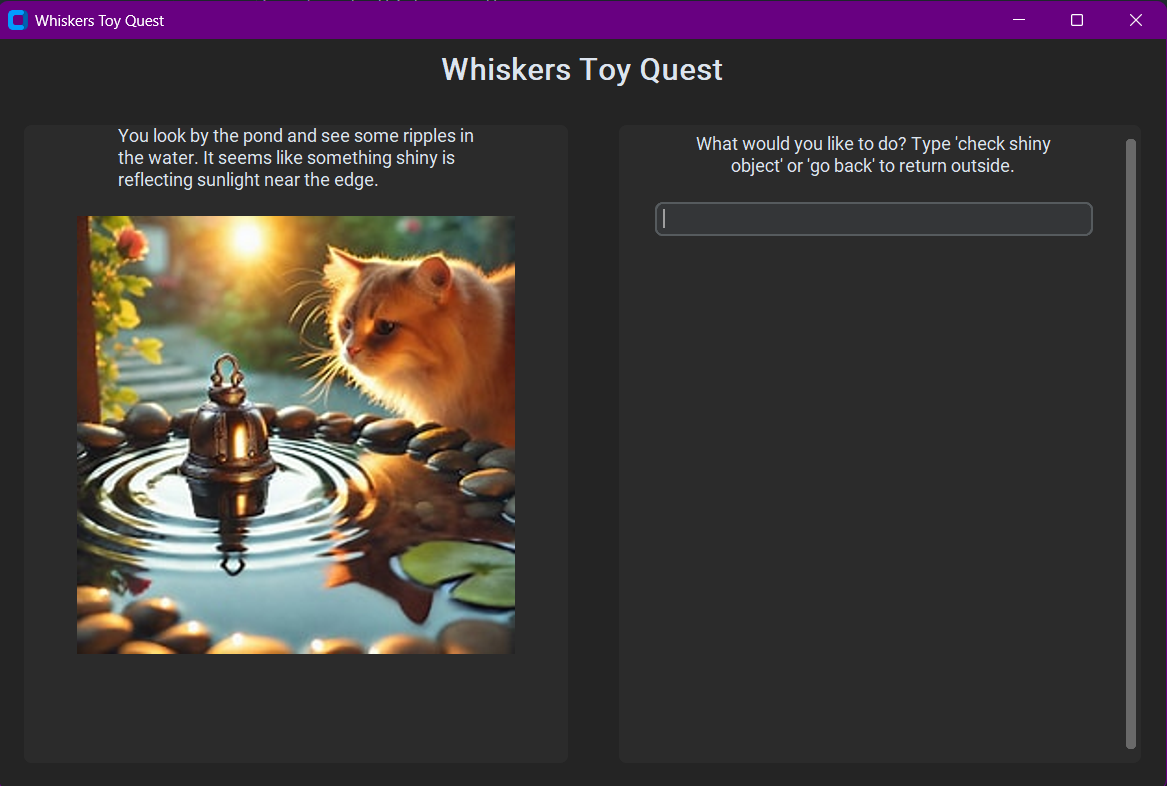 Whiskers Toy Quest
Whiskers Toy Quest
You look by the pond and see some ripples in
the water. It seems like something shiny is
reflecting sunlight near the edge.
What would you like to do? Type 'check shiny
object' or 'go back' to return outside.